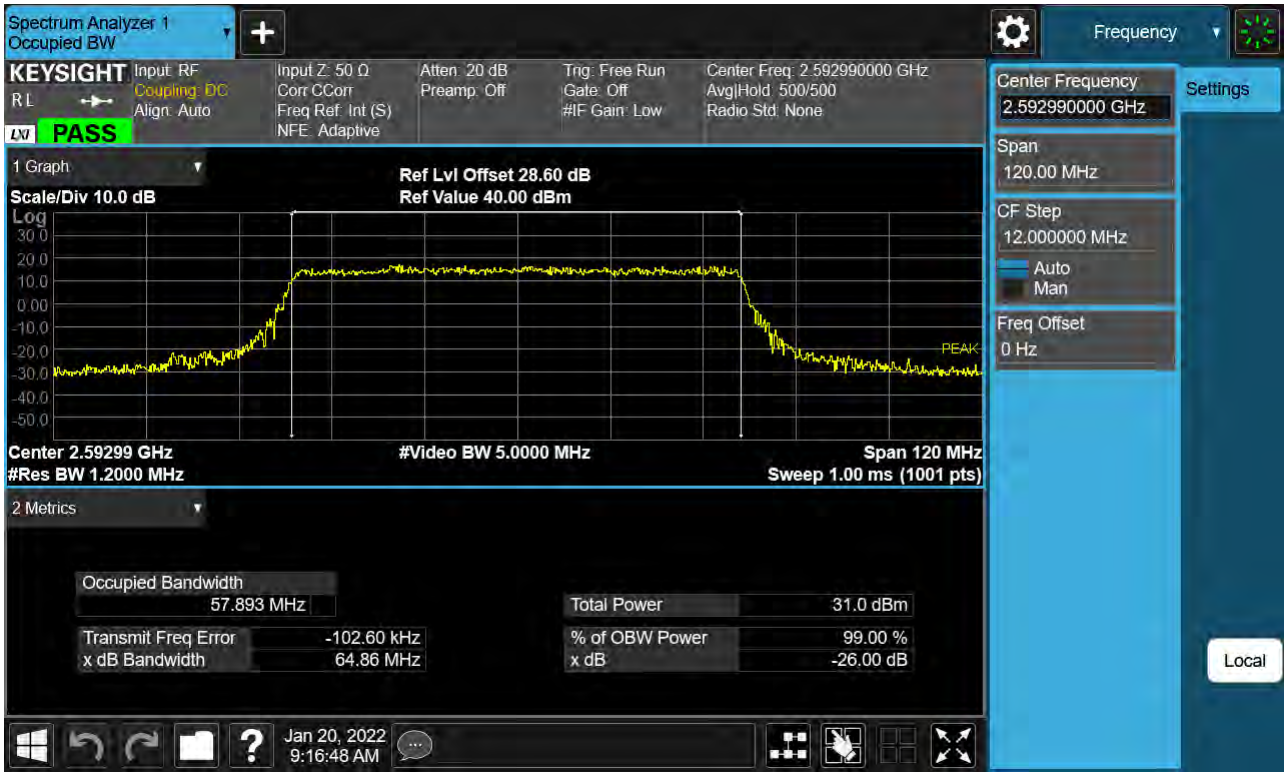 Spectrum Analyzer 1
Occupied BW
Frequency
KEYSIGHT
R L
LXI
PASS
Input: RF
Coupling: DC
Align: Auto
Input Z: 50 Ω
Corr CCorr
Freq Ref: Int (S)
NFE: Adaptive
Atten: 20 dB
Preamp: Off
Trig: Free Run
Gate: Off
#IF Gain: Low
Center Freq: 2.592990000 GHz
Avg|Hold: 500/500
Radio Std: None
Center Frequency
2.592990000 GHz
Settings
Span
120.00 MHz
CF Step
12.000000 MHz
Auto
Man
Freq Offset
0 Hz
1 Graph
Scale/Div 10.0 dB
Ref Lvl Offset 28.60 dB
Ref Value 40.00 dBm
Log
30.0
20.0
10.0
0.00
-10.0
-20.0
-30.0
-40.0
-50.0
PEAK
Center 2.59299 GHz
#Video BW 5.0000 MHz
Span 120 MHz
#Res BW 1.2000 MHz
Sweep 1.00 ms (1001 pts)
2 Metrics
Occupied Bandwidth
57.893 MHz
Total Power 31.0 dBm
Transmit Freq Error -102.60 kHz
% of OBW Power 99.00 %
x dB Bandwidth 64.86 MHz
x dB -26.00 dB
Local
Jan 20, 2022
9:16:48 AM